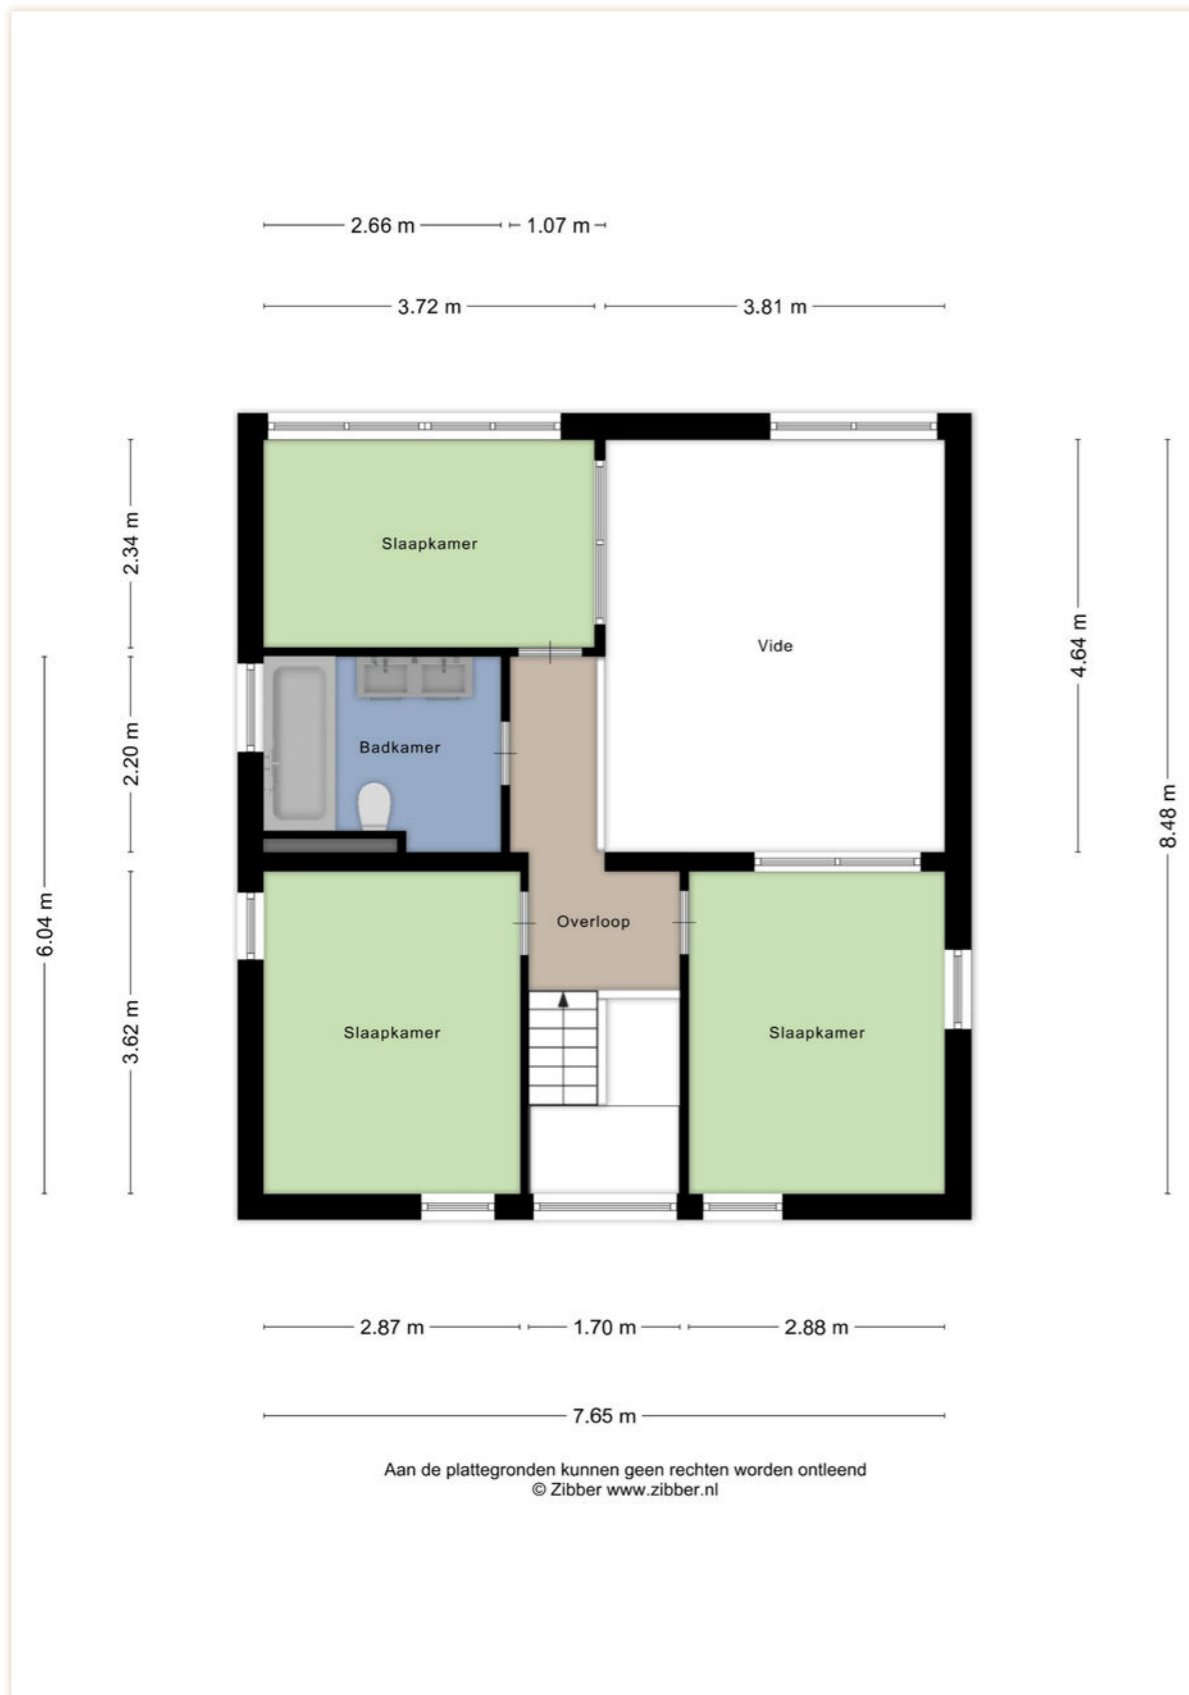 2.66 m
1.07 m
3.72 m
3.81 m
2.34 m
Slaapkamer
4.64 m
Vide
2.20 m
Badkamer
8.48 m
6.04 m
Overloop
3.62 m
Slaapkamer
Slaapkamer
2.87 m
1.70 m
2.88 m
7.65 m
Aan de plattegronden kunnen geen rechten worden ontleend
© Zibber www.zibber.nl